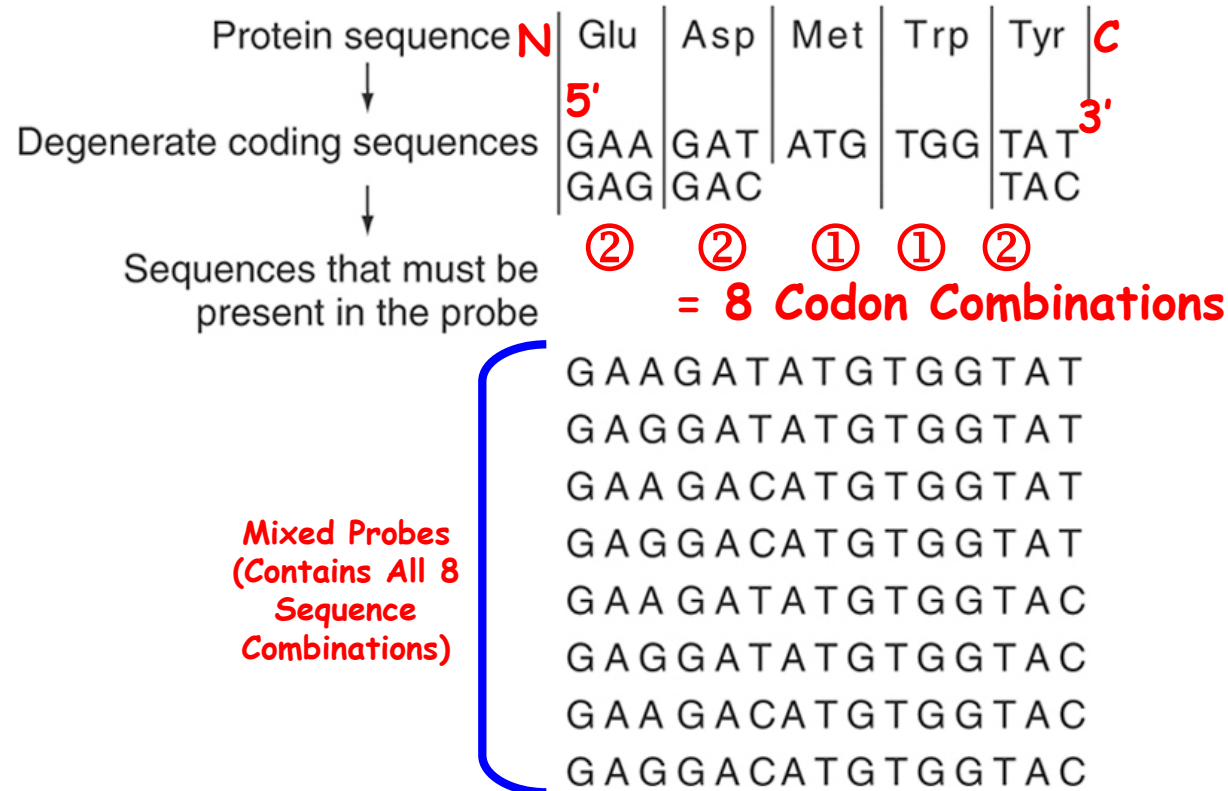 Protein sequence N Glu Asp Met Trp Tyr C
5' 3'
Degenerate coding sequences GAA GAT ATG TGG TAT
GAG GAC TAC
② ② ① ① ②
Sequences that must be
present in the probe
= 8 Codon Combinations
GAAGATATGTGGTAT
GAGGATATGTGGTAT
GAAGACATGTGGTAT
GAGGACATGTGGTAT
GAAGATATGTGGTAC
GAGGATATGTGGTAC
GAAGACATGTGGTAC
GAGGACATGTGGTAC
Mixed Probes
(Contains All 8
Sequence
Combinations)